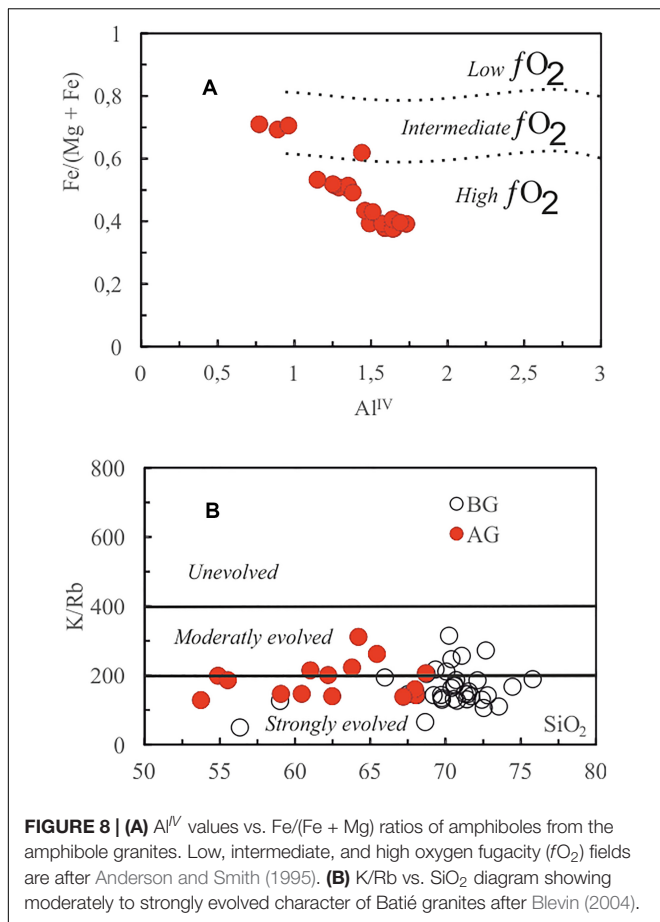 A
Low fO2
Intermediate fO2
High fO2
Fe/(Mg + Fe)
1
0,8
0,6
0,4
0,2
0
0 0,5 1 1,5 2 2,5 3
Al^IV
B
BG
AG
Unevolved
Moderatly evolved
Strongly evolved
SiO2
K/Rb
800
600
400
200
0
50 55 60 65 70 75 80
FIGURE 8 | (A) Al^IV values vs. Fe/(Fe + Mg) ratios of amphiboles from the
amphibole granites. Low, intermediate, and high oxygen fugacity (fO2) fields
are after Anderson and Smith (1995). (B) K/Rb vs. SiO2 diagram showing
moderately to strongly evolved character of Batié granites after Blevin (2004).